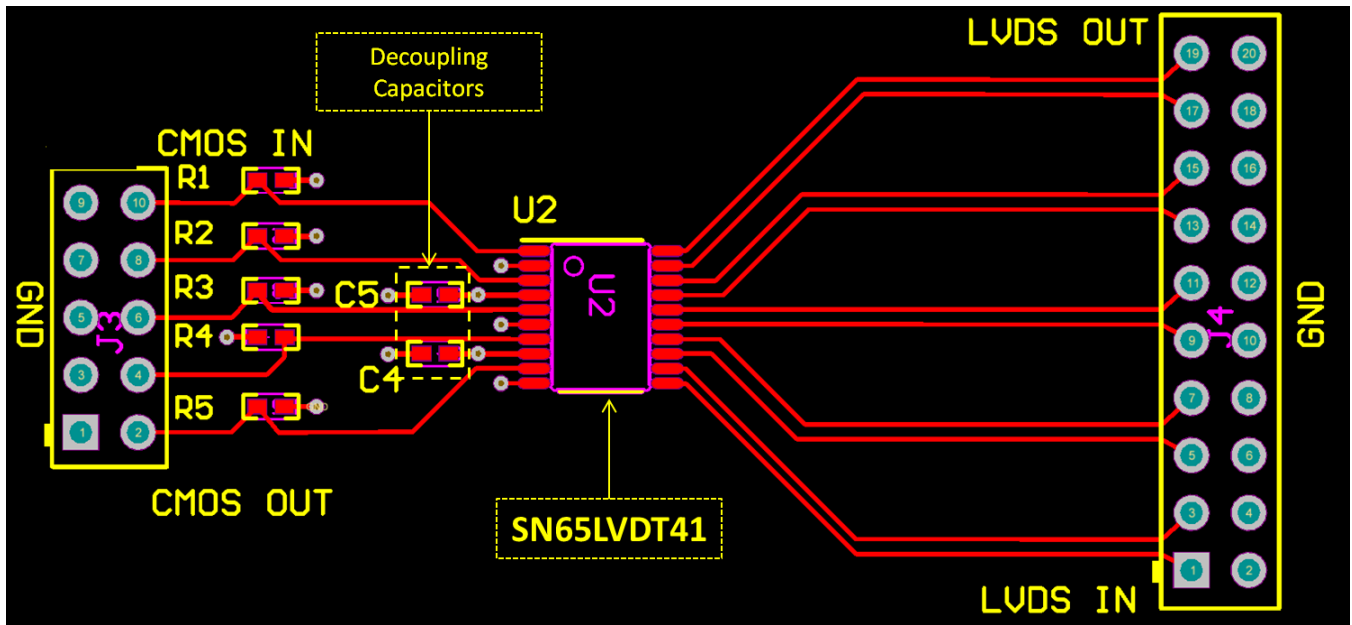 LVDS OUT
Decoupling
Capacitors
19 20
CMOS IN
17 18
R1
15 16
9 10
U2
R2
13 14
7 8
R3
C5
U2
11 12
GND
5 6
J3
R4
J4
GND
9 10
3 4
C4
7 8
R5
1 2
5 6
CMOS OUT
3 4
SN65LVDT41
1 2
LVDS IN